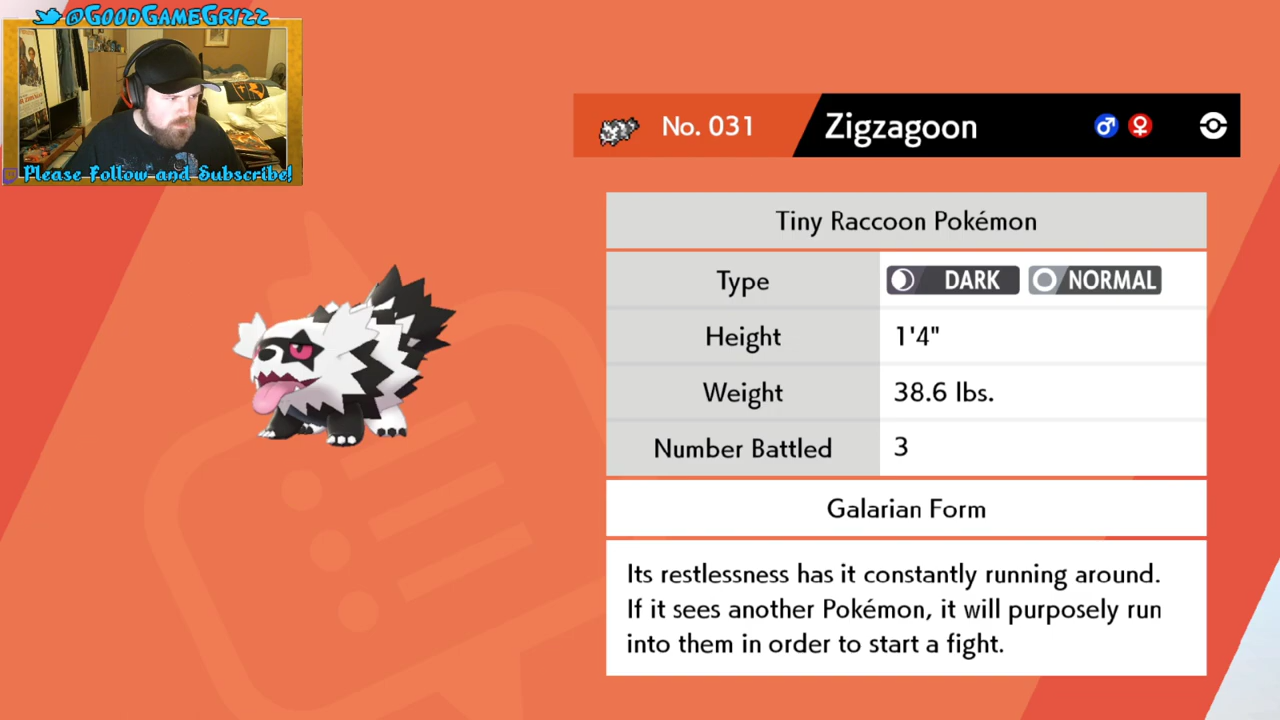 @GoodGameGrizz
Please Follow and Subscribe!
No. 031
Zigzagoon
Tiny Raccoon Pokémon
Type
DARK
NORMAL
Height
1'4"
Weight
38.6 lbs.
Number Battled
3
Galarian Form
Its restlessness has it constantly running around.
If it sees another Pokémon, it will purposely run
into them in order to start a fight.